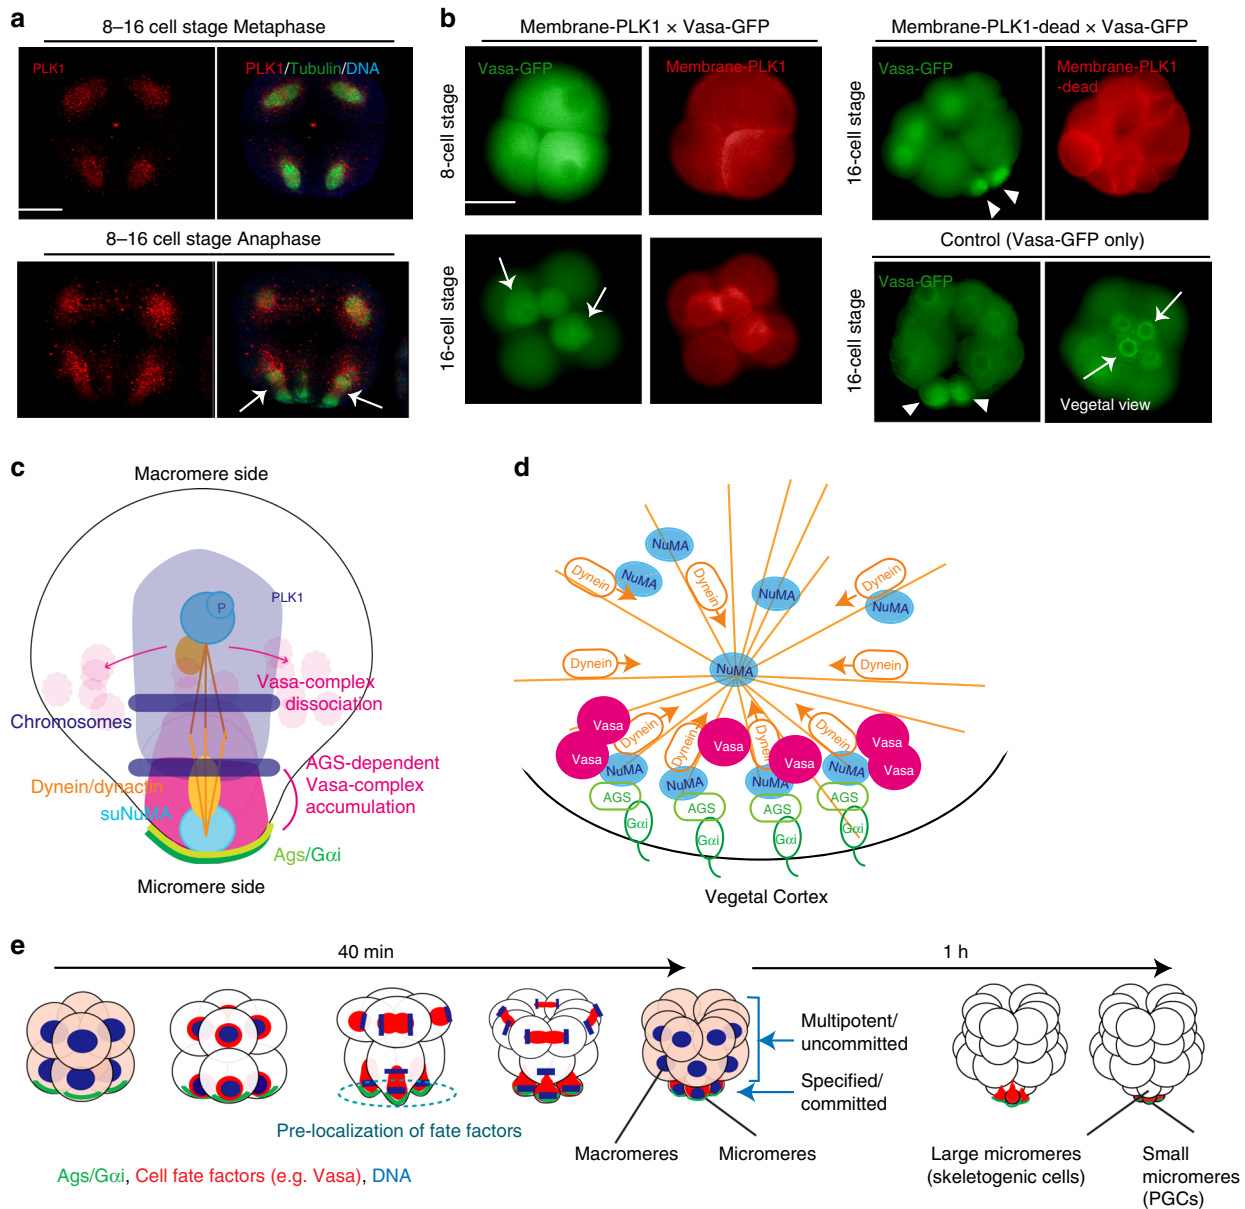 a
8–16 cell stage Metaphase
PLK1
PLK1/Tubulin/DNA
8–16 cell stage Anaphase
b
Membrane-PLK1 × Vasa-GFP
8-cell stage
Vasa-GFP
Membrane-PLK1
16-cell stage
Membrane-PLK1-dead × Vasa-GFP
16-cell stage
Vasa-GFP
Membrane-PLK1
-dead
Control (Vasa-GFP only)
16-cell stage
Vasa-GFP
Vegetal view
c
Macromere side
P
PLK1
Vasa-complex
dissociation
Chromosomes
AGS-dependent
Vasa-complex
accumulation
Dynein/dynactin
suNuMA
Ags/Gαi
Micromere side
d
NuMA
Dynein
NuMA
Dynein
NuMA
Dynein
NuMA
Dynein
NuMA
Dynein
Vasa
Vasa
Dynein
NuMA
Dynein
NuMA
Vasa
Dynein
NuMA
Vasa
Dynein
NuMA
Vasa
Vasa
AGS
AGS
AGS
AGS
Gαi
Gαi
Gαi
Gαi
Vegetal Cortex
e
40 min
1 h
Multipotent/
uncommitted
Specified/
committed
Pre-localization of fate factors
Macromeres
Micromeres
Large micromeres
(skeletogenic cells)
Small
micromeres
(PGCs)
Ags/Gαi, Cell fate factors (e.g. Vasa), DNA